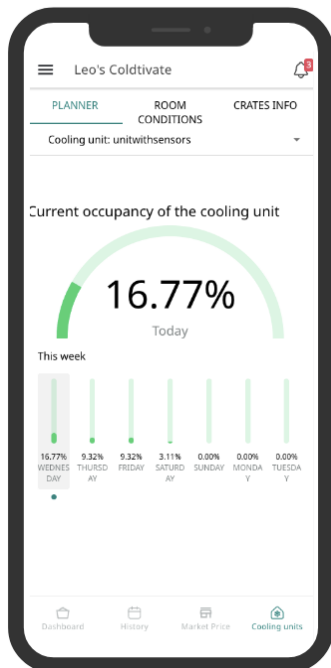 Leo's Coldtivate
3
PLANNER
ROOM
CONDITIONS
CRATES INFO
Cooling unit: unitwithsensors
Current occupancy of the cooling unit
16.77%
Today
This week
16.77% 9.32% 9.32% 3.11% 0.00% 0.00% 0.00%
WEDNES THURSD FRIDAY SATURD SUNDAY MONDA TUESDA
DAY AY AY Y Y
Dashboard History Market Price Cooling units